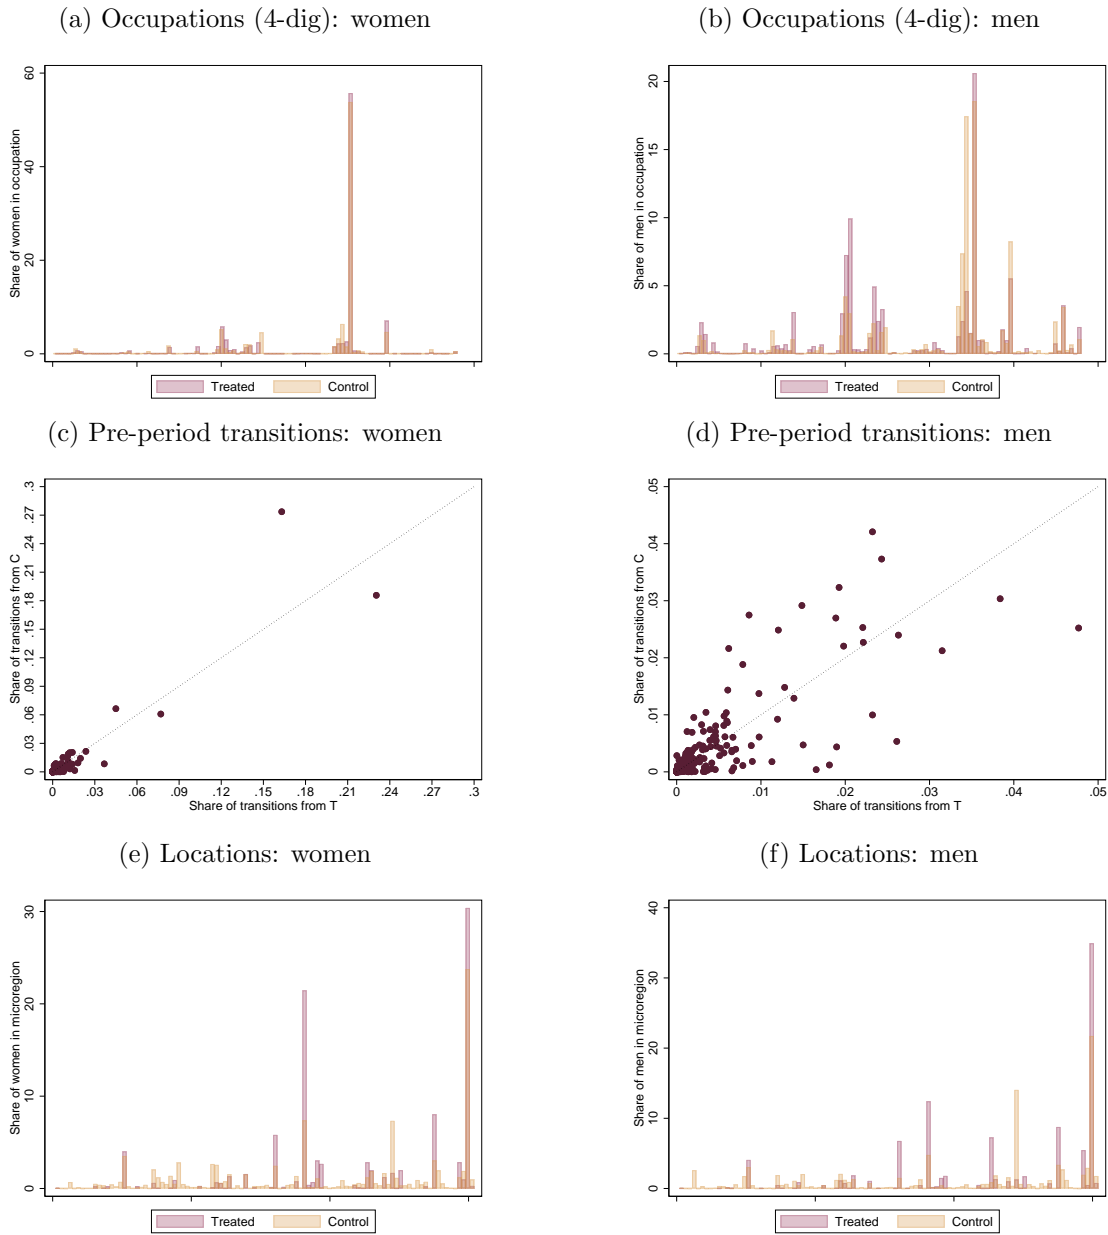 (a) Occupations (4-dig): women
(b) Occupations (4-dig): men
Share of women in occupation
60
40
20
0
Treated
Control
Share of men in occupation
20
15
10
5
0
Treated
Control
(c) Pre-period transitions: women
(d) Pre-period transitions: men
Share of transitions from C
.3
.27
.24
.21
.18
.15
.12
.09
.06
.03
0
0 .03 .06 .09 .12 .15 .18 .21 .24 .27 .3
Share of transitions from T
Share of transitions from C
.05
.04
.03
.02
.01
0
0 .01 .02 .03 .04 .05
Share of transitions from T
(e) Locations: women
(f) Locations: men
Share of women in microregion
30
20
10
0
Treated
Control
Share of men in microregion
40
30
20
10
0
Treated
Control